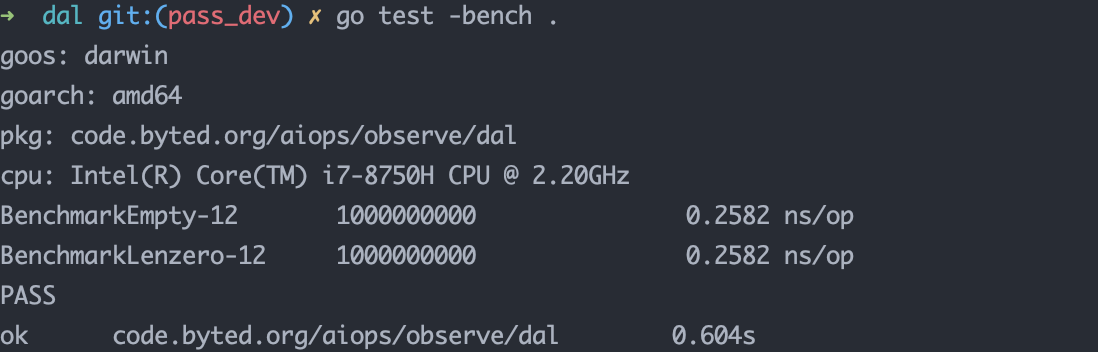 ➜  dal git:(pass_dev) ✗ go test -bench .
goos: darwin
goarch: amd64
pkg: code.byted.org/aiops/observe/dal
cpu: Intel(R) Core(TM) i7-8750H CPU @ 2.20GHz
BenchmarkEmpty-12       1000000000               0.2582 ns/op
BenchmarkLenzero-12     1000000000               0.2582 ns/op
PASS
ok      code.byted.org/aiops/observe/dal        0.604s